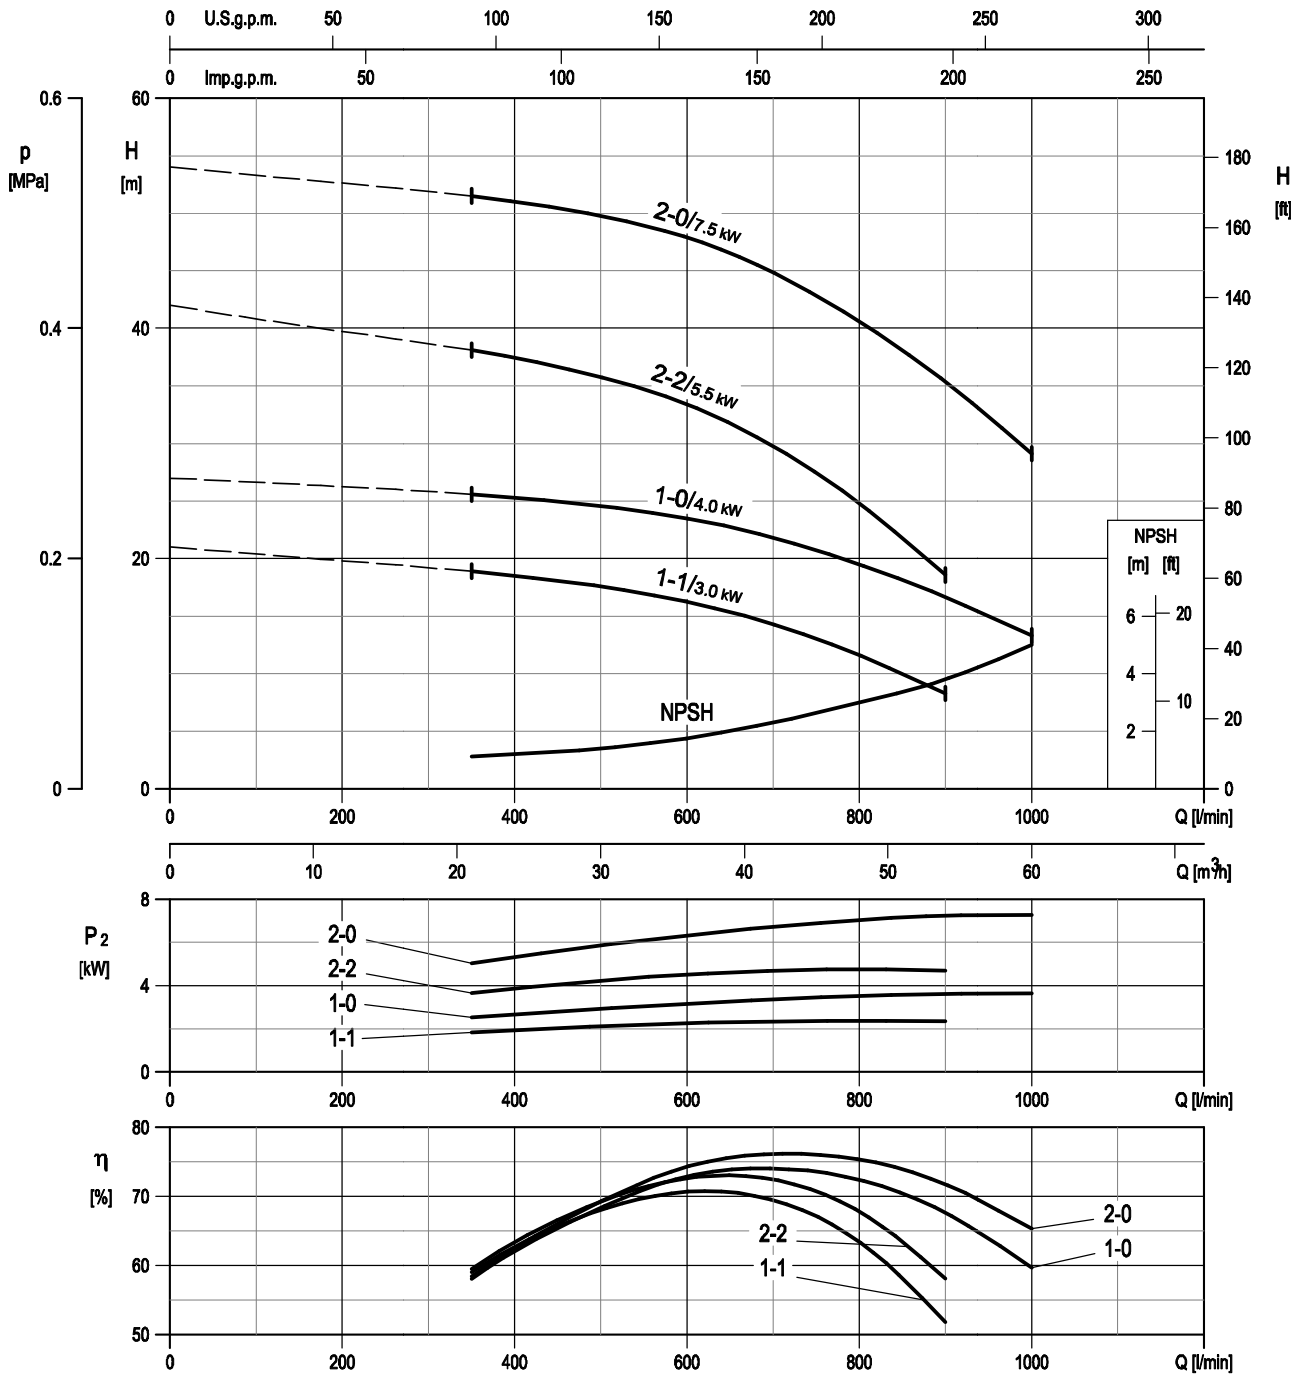 0 U.S.g.p.m. 50 100 150 200 250 300
0 Imp.g.p.m. 50 100 150 200 250
0.6 60
p H
[MPa] [m]
180
H
[ft]
2-0/7.5 kW
160
140
0.4 40
2-2/5.5 kW
120
100
1-0/4.0 kW
80
NPSH
0.2 20
[m] [ft]
1-1/3.0 kW
60
6 20
40
4
NPSH
10
20
2
0 0 0
0 200 400 600 800 1000 Q [l/min]
0 10 20 30 40 50 60 Q [m³/h]
8
P2
[kW]
2-0
2-2
4
1-0
1-1
0
0 200 400 600 800 1000 Q [l/min]
80
η
[%]
70
2-0
2-2
1-0
60
1-1
50
0 200 400 600 800 1000 Q [l/min]